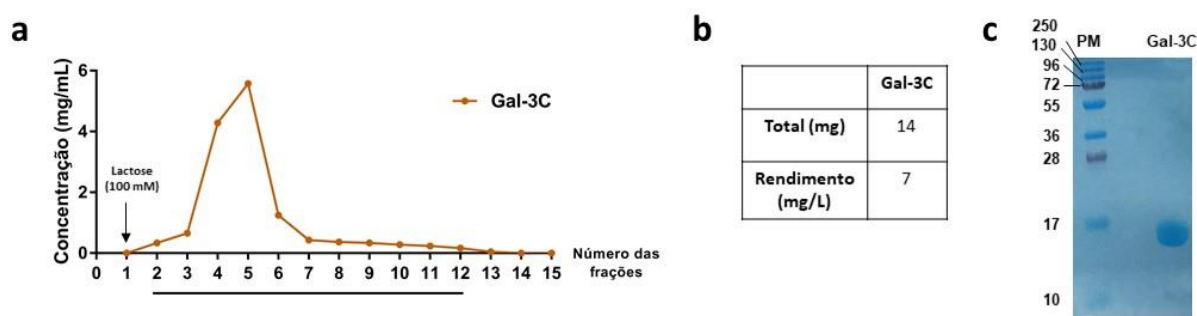 a
Concentração (mg/mL)
6
4
2
0
Lactose
(100 mM)
Gal-3C
0 1 2 3 4 5 6 7 8 9 10 11 12 13 14 15
Número das
frações
b
Gal-3C
Total (mg) 14
Rendimento
(mg/L)
7
c
250
130
96
72
55
36
28
17
10
PM Gal-3C